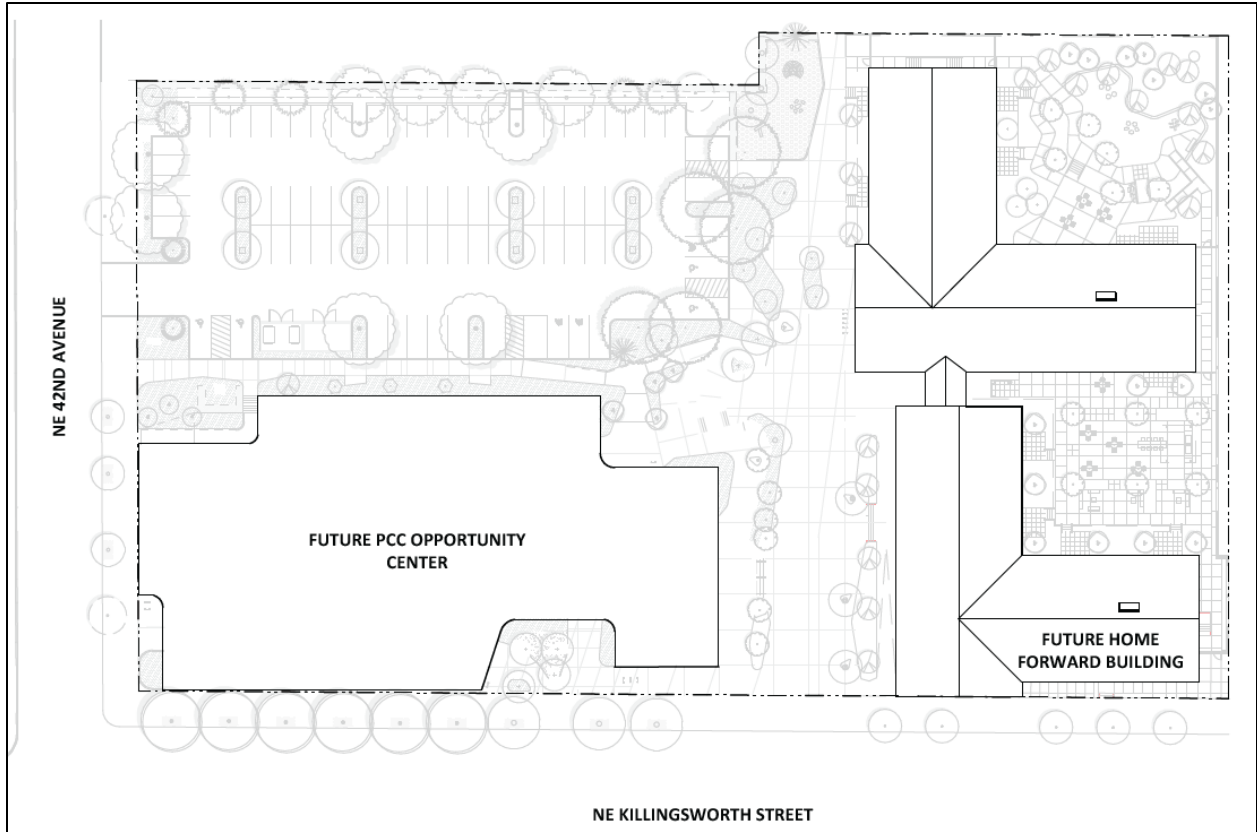 NE 42ND AVENUE
FUTURE PCC OPPORTUNITY
CENTER
FUTURE HOME
FORWARD BUILDING
NE KILLINGSWORTH STREET